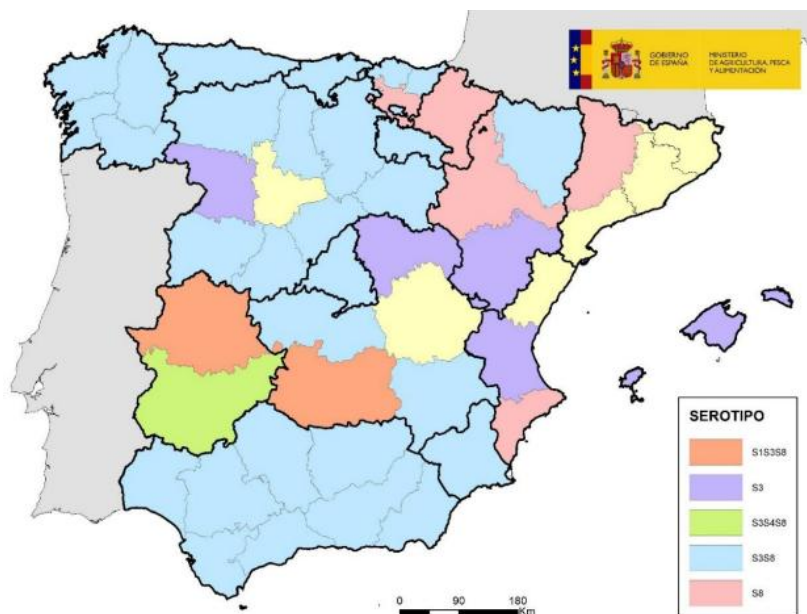 GOBIERNO
DE ESPAÑA
MINISTERIO
DE AGRICULTURA, PESCA
Y ALIMENTACIÓN
SEROTIPO
S1S3S8
S3
S3S4S8
S3S8
S8
0 90 180
Km